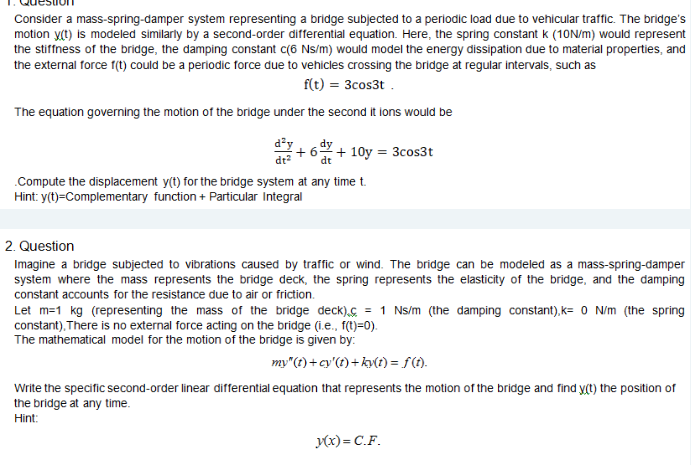 1. Question
Consider a mass-spring-damper system representing a bridge subjected to a periodic load due to vehicular traffic. The bridge's
motion y(t) is modeled similarly by a second-order differential equation. Here, the spring constant k (10N/m) would represent
the stiffness of the bridge, the damping constant c(6 Ns/m) would model the energy dissipation due to material properties, and
the external force f(t) could be a periodic force due to vehicles crossing the bridge at regular intervals, such as
f(t) = 3cos3t .
The equation governing the motion of the bridge under the second it ions would be
d²y/dt² + 6 dy/dt + 10y = 3cos3t
.Compute the displacement y(t) for the bridge system at any time t.
Hint: y(t)=Complementary function + Particular Integral
2. Question
Imagine a bridge subjected to vibrations caused by traffic or wind. The bridge can be modeled as a mass-spring-damper
system where the mass represents the bridge deck, the spring represents the elasticity of the bridge, and the damping
constant accounts for the resistance due to air or friction.
Let m=1 kg (representing the mass of the bridge deck),c = 1 Ns/m (the damping constant),k= 0 N/m (the spring
constant),There is no external force acting on the bridge (i.e., f(t)=0).
The mathematical model for the motion of the bridge is given by:
my''(t)+cy'(t)+ky(t) = f(t).
Write the specific second-order linear differential equation that represents the motion of the bridge and find y(t) the position of
the bridge at any time.
Hint:
y(x)= C.F.